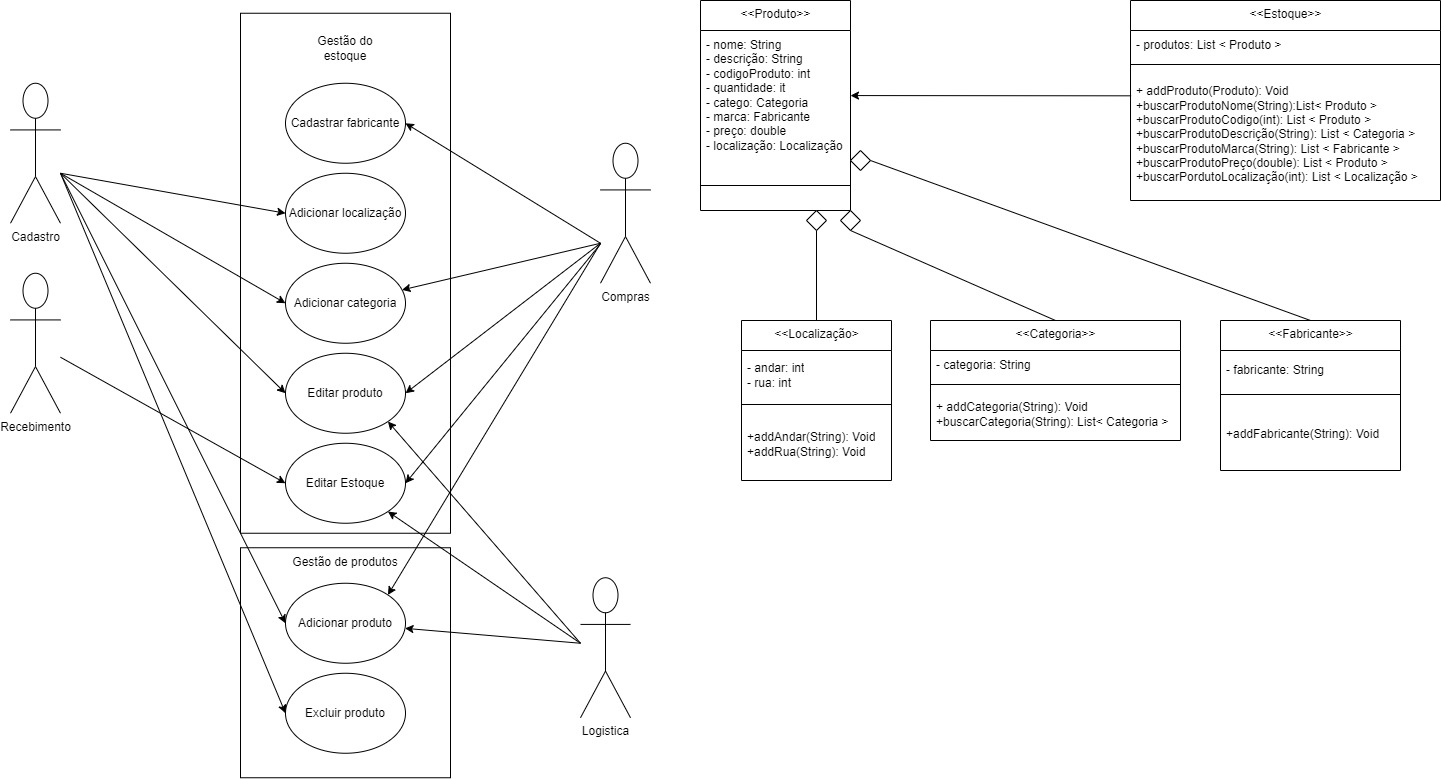 Gestão do
estoque
Cadastrar fabricante
Adicionar localização
Adicionar categoria
Editar produto
Editar Estoque
Gestão de produtos
Adicionar produto
Excluir produto
Cadastro
Recebimento
Compras
Logistica
<<Produto>>
- nome: String
- descrição: String
- codigoProduto: int
- quantidade: it
- catego: Categoria
- marca: Fabricante
- preço: double
- localização: Localização
<<Estoque>>
- produtos: List < Produto >
+ addProduto(Produto): Void
+buscarProdutoNome(String):List< Produto >
+buscarProdutoCodigo(int): List < Produto >
+buscarProdutoDescrição(String): List < Categoria >
+buscarProdutoMarca(String): List < Fabricante >
+buscarProdutoPreço(double): List < Produto >
+buscarPordutoLocalização(int): List < Localização >
<<Localização>
- andar: int
- rua: int
+addAndar(String): Void
+addRua(String): Void
<<Categoria>>
- categoria: String
+ addCategoria(String): Void
+buscarCategoria(String): List< Categoria >
<<Fabricante>>
- fabricante: String
+addFabricante(String): Void